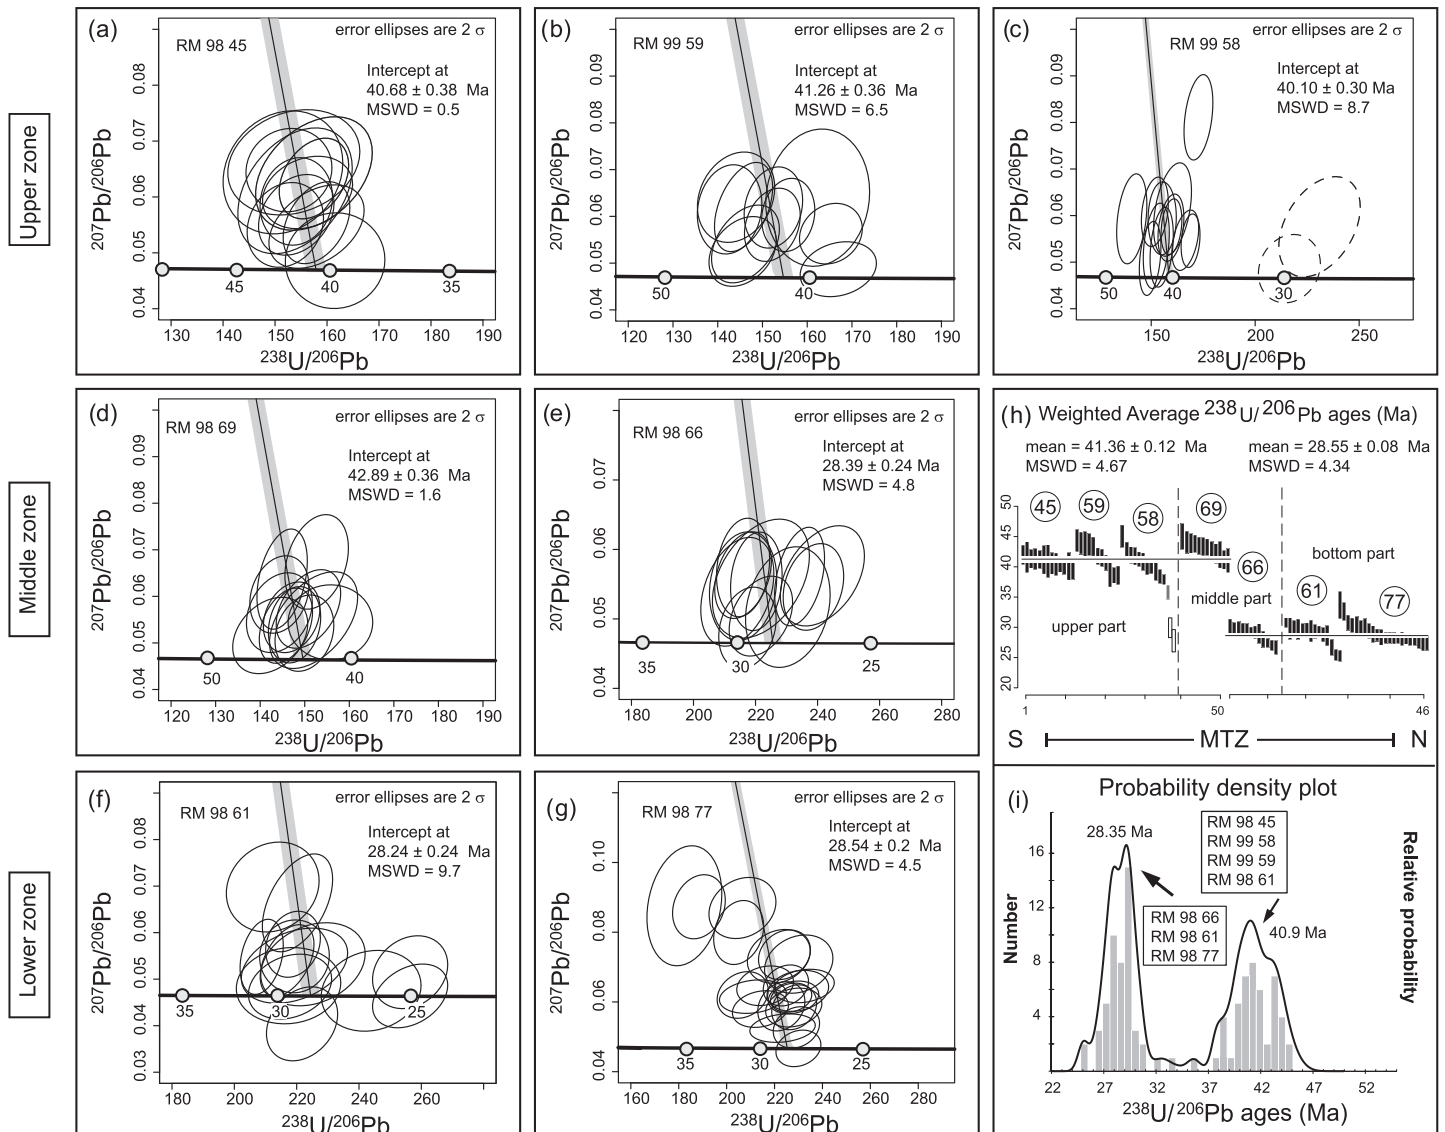 Upper zone
(a)
error ellipses are 2 σ
RM 98 45
Intercept at
40.68 ± 0.38 Ma
MSWD = 0.5
207Pb/206Pb
0.08
0.07
0.06
0.05
0.04
45
40
35
130 140 150 160 170 180 190
238U/206Pb
(b)
error ellipses are 2 σ
RM 99 59
Intercept at
41.26 ± 0.36 Ma
MSWD = 6.5
207Pb/206Pb
0.09
0.08
0.07
0.06
0.05
0.04
50
40
120 130 140 150 160 170 180 190
238U/206Pb
(c)
error ellipses are 2 σ
RM 99 58
Intercept at
40.10 ± 0.30 Ma
MSWD = 8.7
207Pb/206Pb
0.09
0.08
0.07
0.06
0.05
0.04
50
40
30
150 200 250
238U/206Pb
Middle zone
(d)
error ellipses are 2 σ
RM 98 69
Intercept at
42.89 ± 0.36 Ma
MSWD = 1.6
207Pb/206Pb
0.09
0.08
0.07
0.06
0.05
0.04
50
40
120 130 140 150 160 170 180 190
238U/206Pb
(e)
error ellipses are 2 σ
RM 98 66
Intercept at
28.39 ± 0.24 Ma
MSWD = 4.8
207Pb/206Pb
0.07
0.06
0.05
0.04
35
30
25
180 200 220 240 260 280
238U/206Pb
(h) Weighted Average 238U/206Pb ages (Ma)
mean = 41.36 ± 0.12 Ma
MSWD = 4.67
mean = 28.55 ± 0.08 Ma
MSWD = 4.34
50
45
40
35
30
25
20
45
59
58
69
66
61
77
bottom part
middle part
upper part
1 50 46
S MTZ N
Lower zone
(f)
error ellipses are 2 σ
RM 98 61
Intercept at
28.24 ± 0.24 Ma
MSWD = 9.7
207Pb/206Pb
0.08
0.07
0.06
0.05
0.04
0.03
35
30
25
180 200 220 240 260
238U/206Pb
(g)
error ellipses are 2 σ
RM 98 77
Intercept at
28.54 ± 0.2 Ma
MSWD = 4.5
207Pb/206Pb
0.10
0.08
0.06
0.04
35
30
25
160 180 200 220 240 260 280
238U/206Pb
(i)
Probability density plot
28.35 Ma
RM 98 45
RM 99 58
RM 99 59
RM 98 61
RM 98 66
RM 98 61
RM 98 77
40.9 Ma
Number
Relative probability
16
12
8
4
22 27 32 37 42 47 52
238U/206Pb ages (Ma)